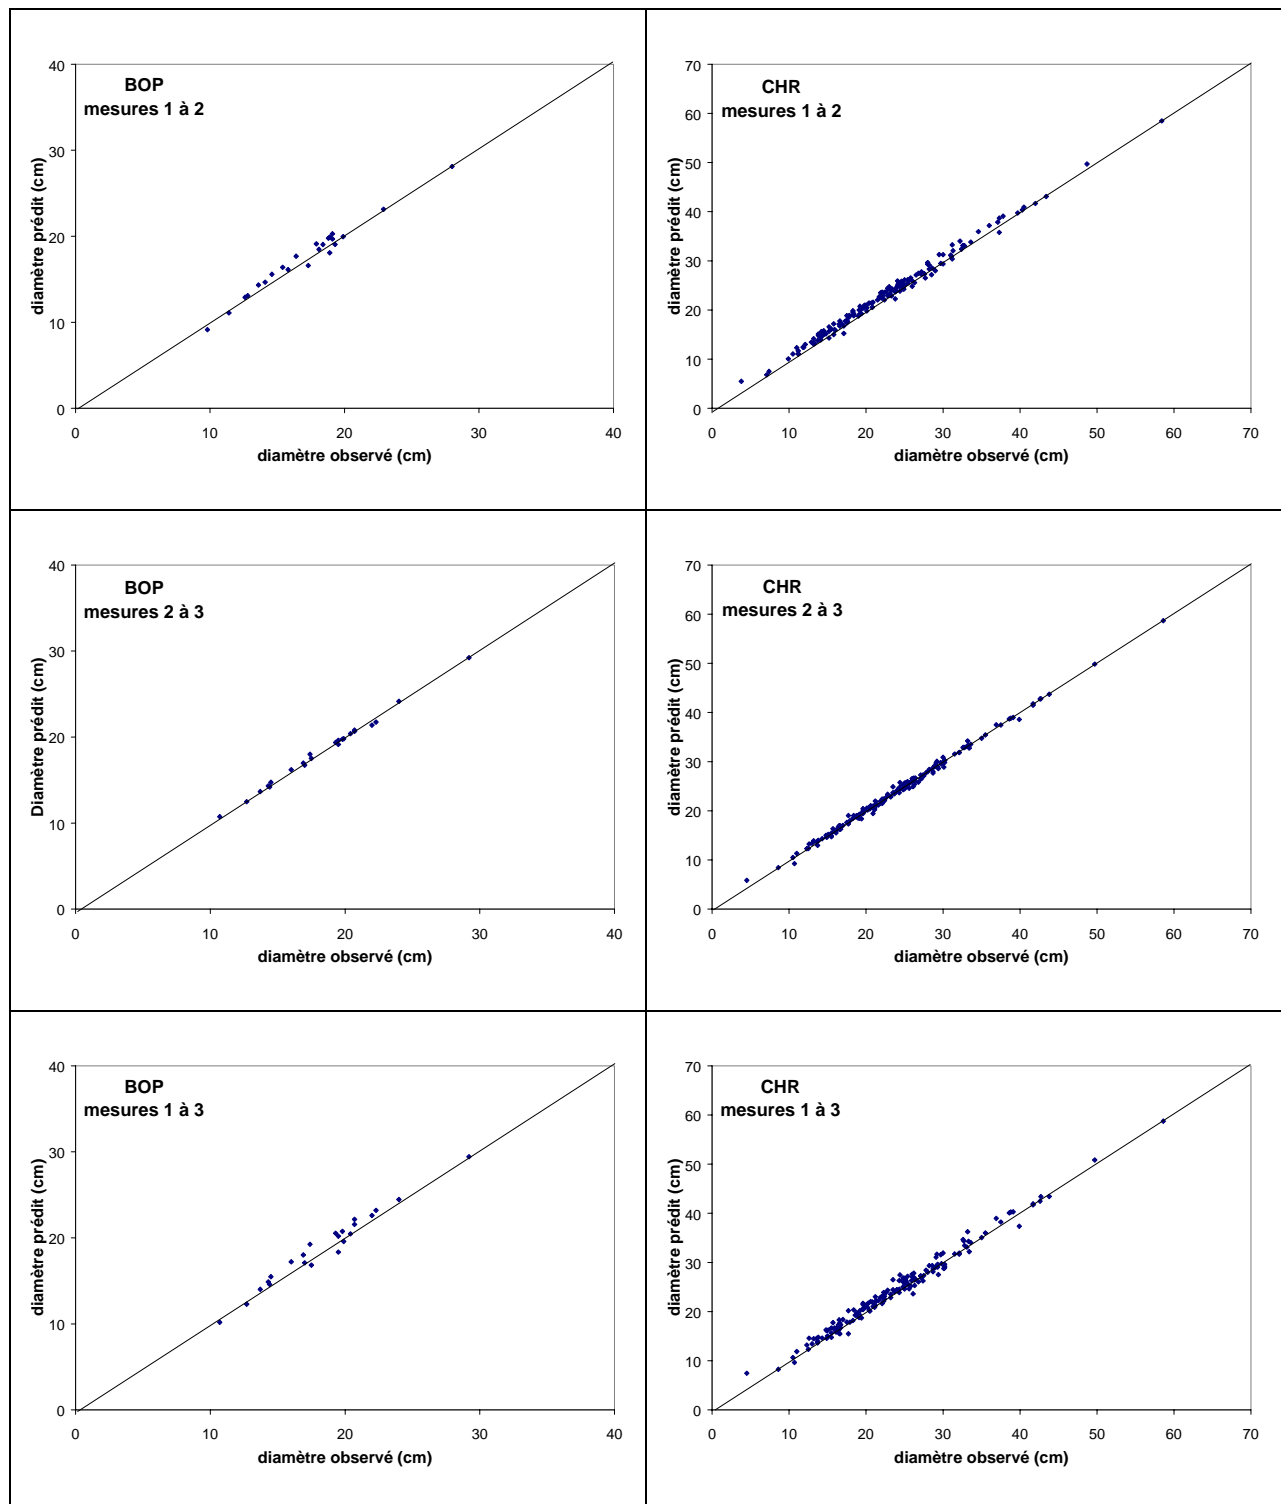 BOP
mesures 1 à 2
diamètre prédit (cm)
40
30
20
10
0
0 10 20 30 40
diamètre observé (cm)
CHR
mesures 1 à 2
diamètre prédit (cm)
70
60
50
40
30
20
10
0
0 10 20 30 40 50 60 70
diamètre observé (cm)
BOP
mesures 2 à 3
Diamètre prédit (cm)
40
30
20
10
0
0 10 20 30 40
diamètre observé (cm)
CHR
mesures 2 à 3
diamètre prédit (cm)
70
60
50
40
30
20
10
0
0 10 20 30 40 50 60 70
diamètre observé (cm)
BOP
mesures 1 à 3
diamètre prédit (cm)
40
30
20
10
0
0 10 20 30 40
diamètre observé (cm)
CHR
mesures 1 à 3
diamètre prédit (cm)
70
60
50
40
30
20
10
0
0 10 20 30 40 50 60 70
diamètre observé (cm)